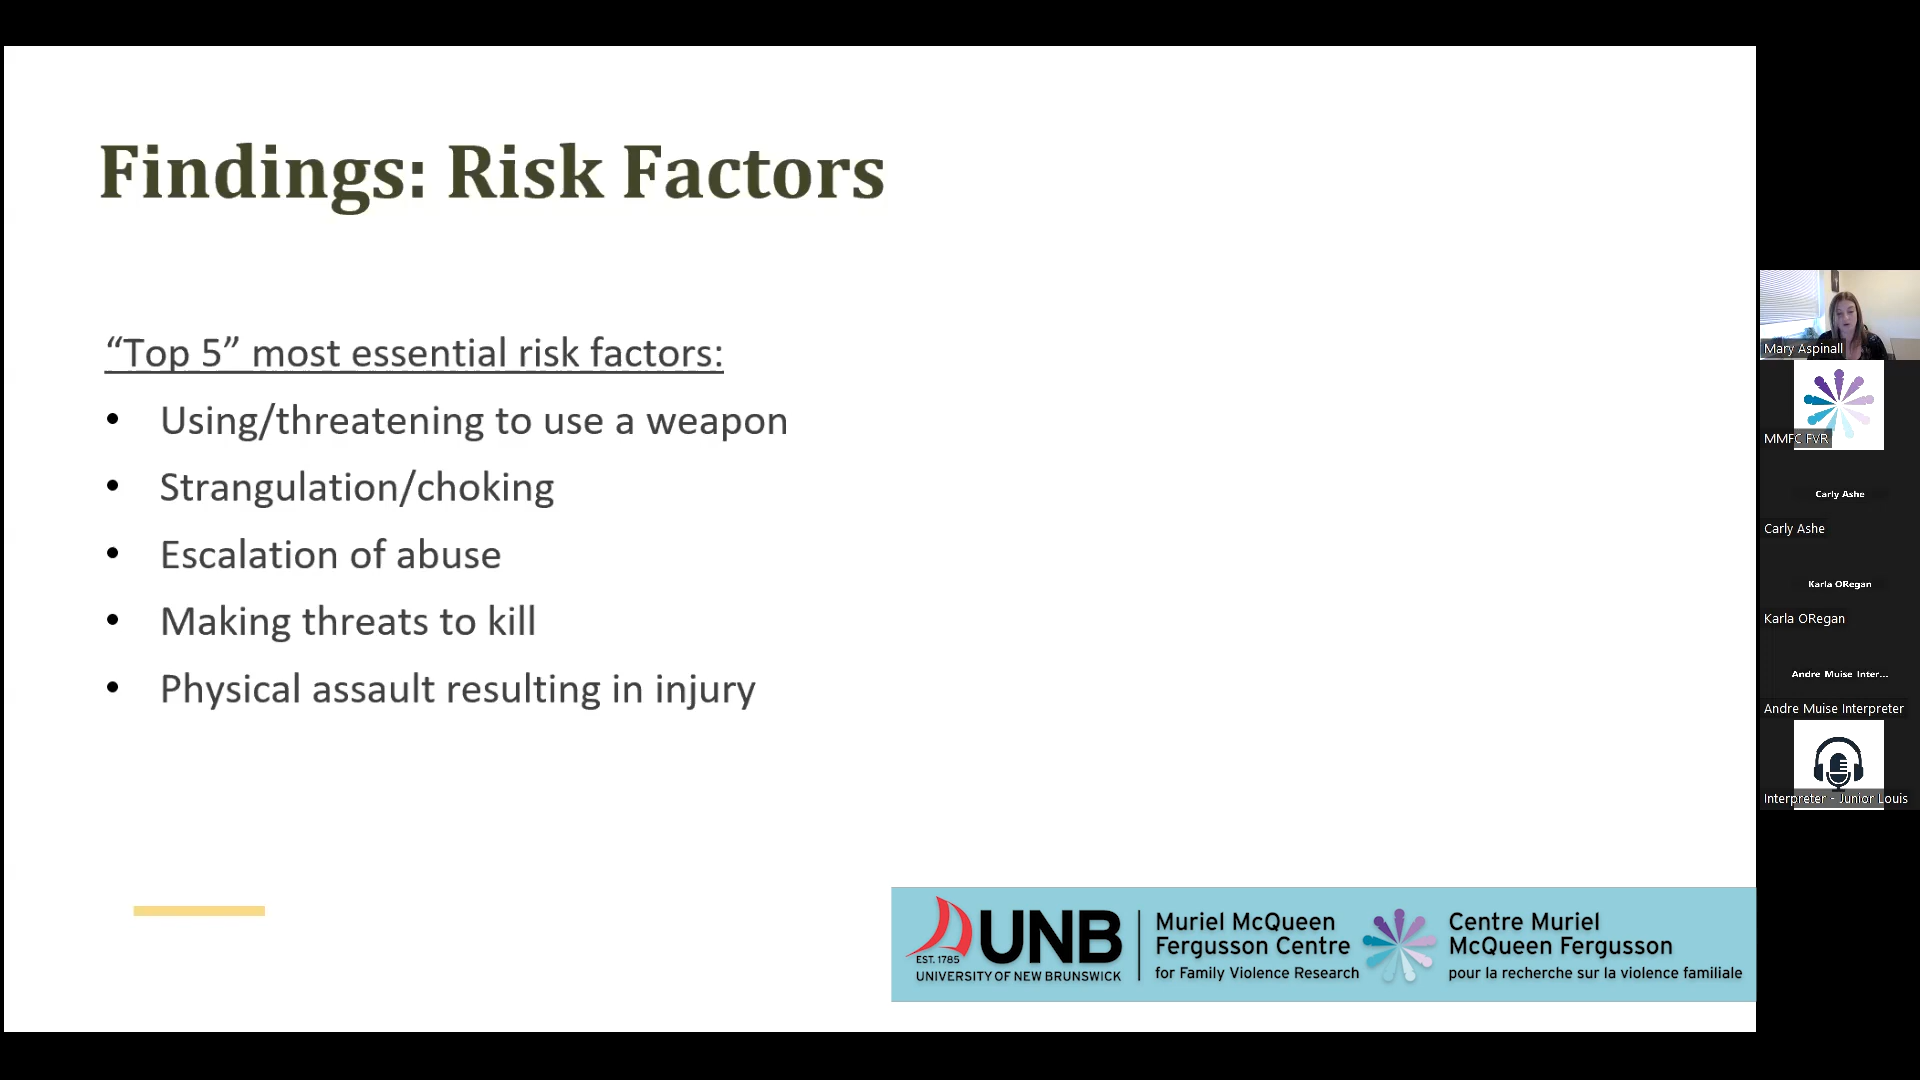 Findings: Risk Factors
“Top 5” most essential risk factors:
• Using/threatening to use a weapon
• Strangulation/choking
• Escalation of abuse
• Making threats to kill
• Physical assault resulting in injury
EST. 1785
UNB
UNIVERSITY OF NEW BRUNSWICK
Muriel McQueen
Fergusson Centre
for Family Violence Research
Centre Muriel
McQueen Fergusson
pour la recherche sur la violence familiale
Mary Aspinall
MMFC FVR
Carly Ashe
Carly Ashe
Karla ORegan
Karla ORegan
Andre Muise Inter...
Andre Muise Interpreter
Interpreter - Junior Louis